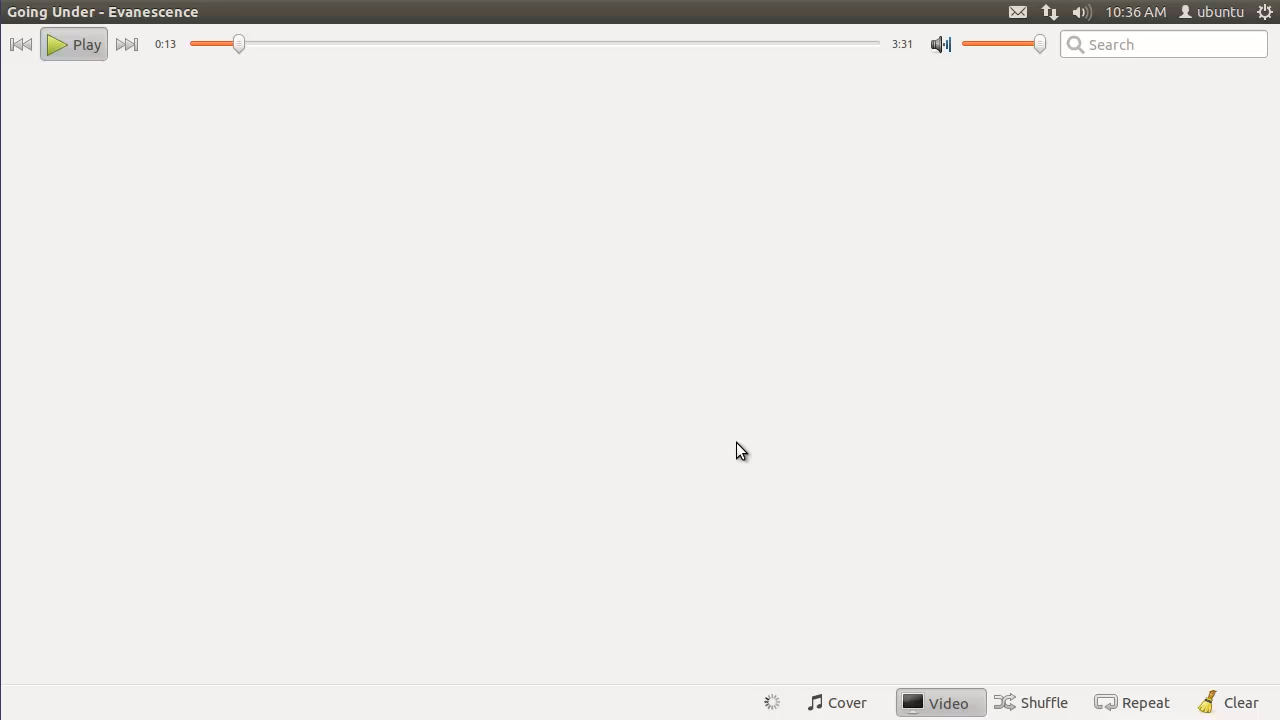 Going Under - Evanescence 10:36 AM ubuntu
Play 0:13 3:31 Search
Cover Video Shuffle Repeat Clear